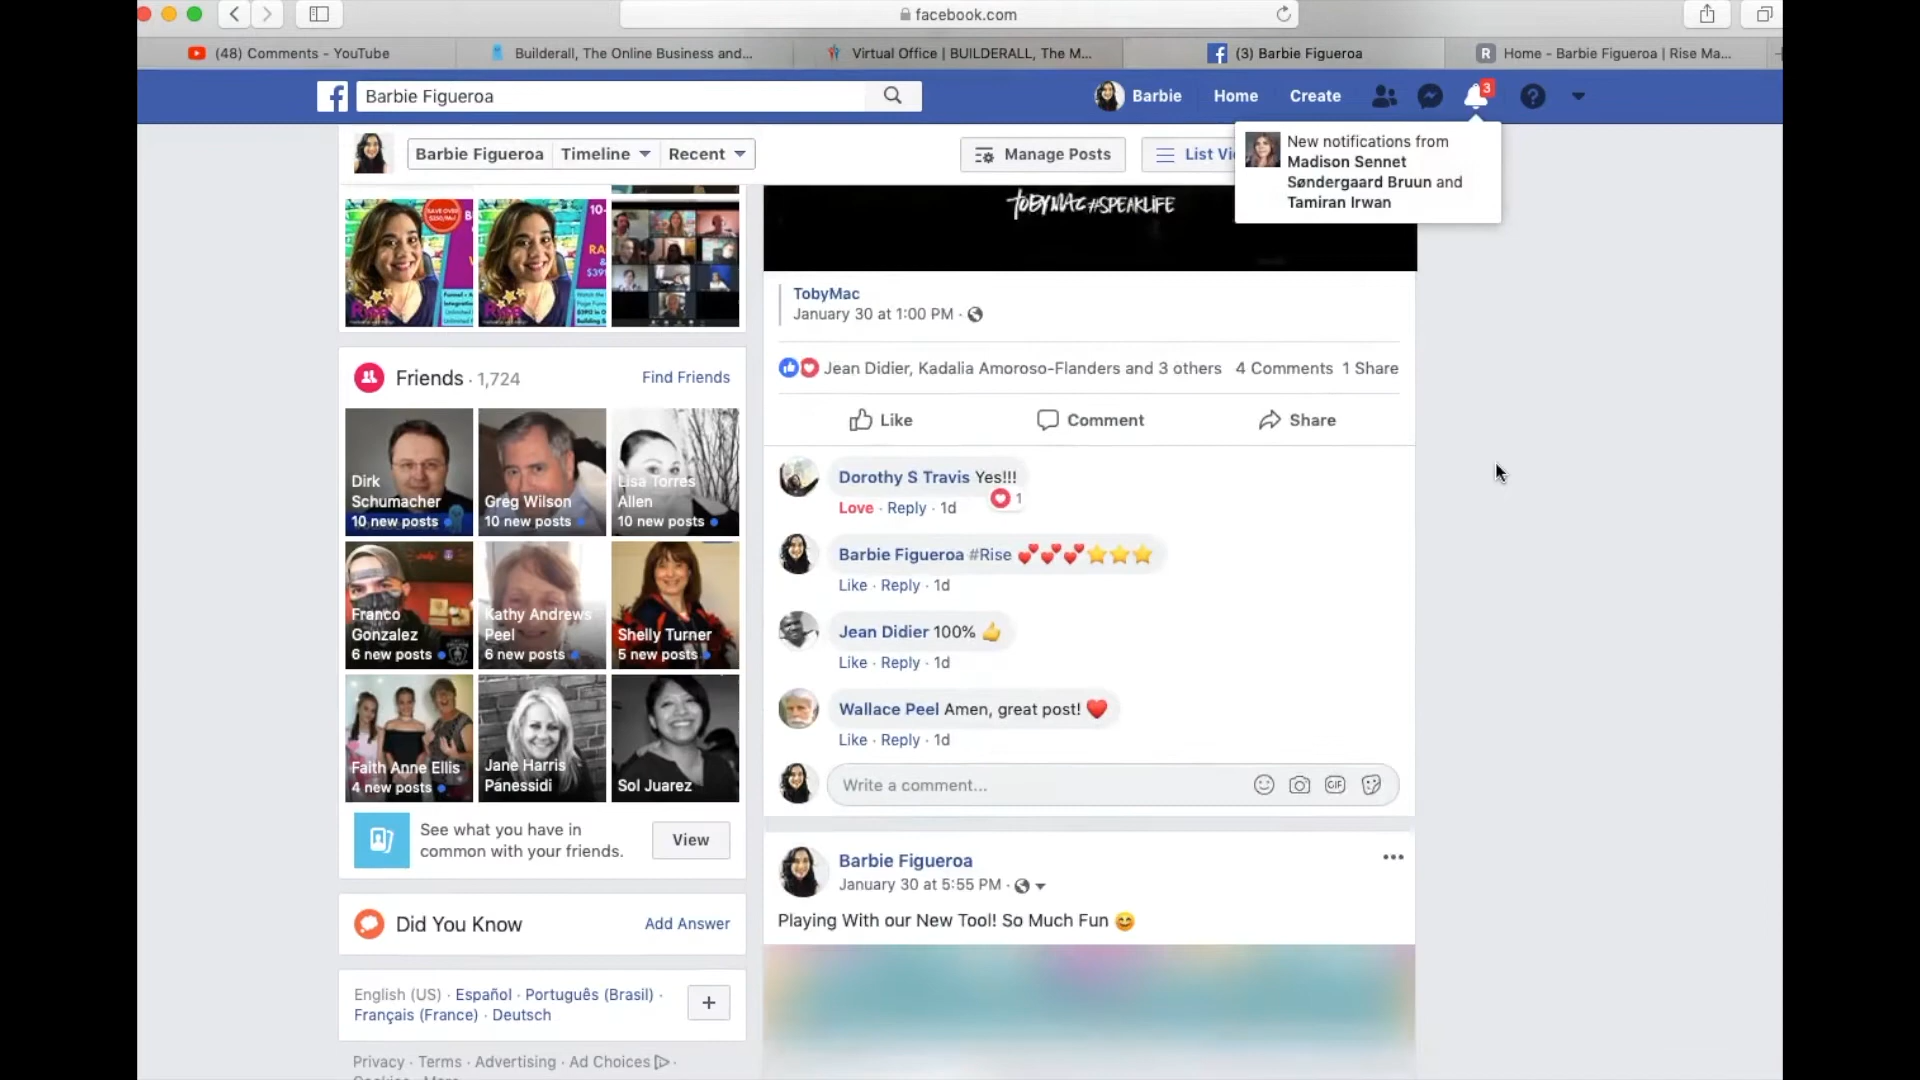 facebook.com
(48) Comments - YouTube
Builderall, The Online Business and...
Virtual Office | BUILDERALL, The M...
(3) Barbie Figueroa
R Home - Barbie Figueroa | Rise Ma...
Barbie Figueroa
Barbie
Home
Create
3
Barbie Figueroa
Timeline
Recent
Manage Posts
List Vi
New notifications from
Madison Sennet
Søndergaard Bruun and
Tamiran Irwan
TOBYMAC #SPEAKLIFE
TobyMac
January 30 at 1:00 PM ·
Jean Didier, Kadalia Amoroso-Flanders and 3 others
4 Comments 1 Share
Like
Comment
Share
Dorothy S Travis Yes!!!
1
Love · Reply · 1d
Barbie Figueroa #Rise 💕💕💕⭐⭐⭐
Like · Reply · 1d
Jean Didier 100% 👍
Like · Reply · 1d
Wallace Peel Amen, great post! ❤️
Like · Reply · 1d
Write a comment...
GIF
Barbie Figueroa
January 30 at 5:55 PM ·
Playing With our New Tool! So Much Fun 😊
Rise
10-
RA
$39
Friends · 1,724
Find Friends
Dirk
Schumacher
10 new posts
Greg Wilson
10 new posts
Lisa Torres
Allen
10 new posts
Franco
Gonzalez
6 new posts
Kathy Andrews
Peel
6 new posts
Shelly Turner
5 new posts
Faith Anne Ellis
4 new posts
Jane Harris
Panessidi
Sol Juarez
See what you have in
common with your friends.
View
Did You Know
Add Answer
English (US) · Español · Português (Brasil) ·
Français (France) · Deutsch
Privacy · Terms · Advertising · Ad Choices ·